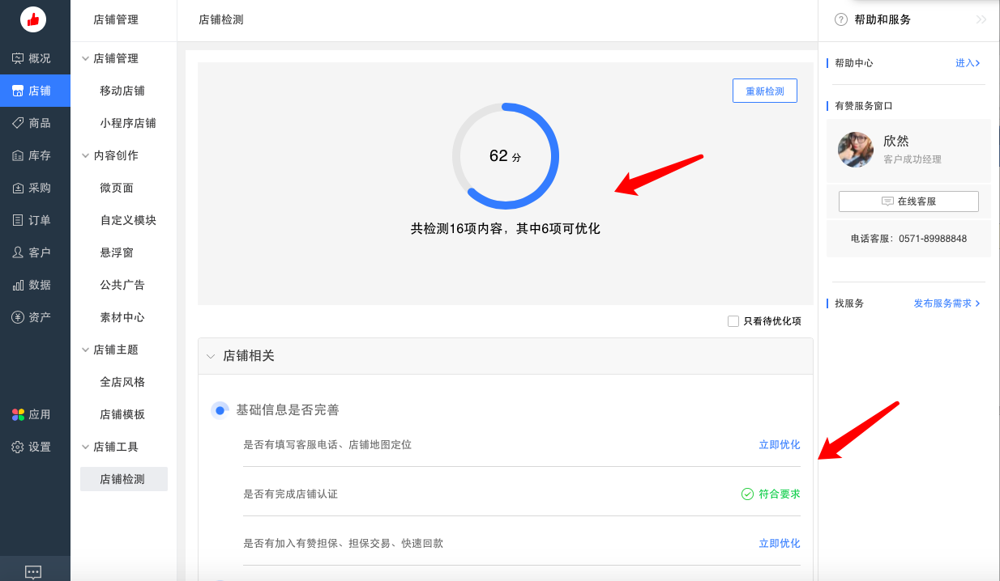 概况
店铺
商品
库存
采购
订单
客户
数据
资产
应用
设置
店铺管理
店铺管理
移动店铺
小程序店铺
内容创作
微页面
自定义模块
悬浮窗
公共广告
素材中心
店铺主题
全店风格
店铺模板
店铺工具
店铺检测
店铺检测
重新检测
62 分
共检测16项内容，其中6项可优化
只看待优化项
店铺相关
基础信息是否完善
是否有填写客服电话、店铺地图定位 立即优化
是否有完成店铺认证 符合要求
是否有加入有赞担保、担保交易、快速回款 立即优化
? 帮助和服务
帮助中心 进入
有赞服务窗口
欣然
客户成功经理
在线客服
电话客服：0571-89988848
找服务 发布服务需求